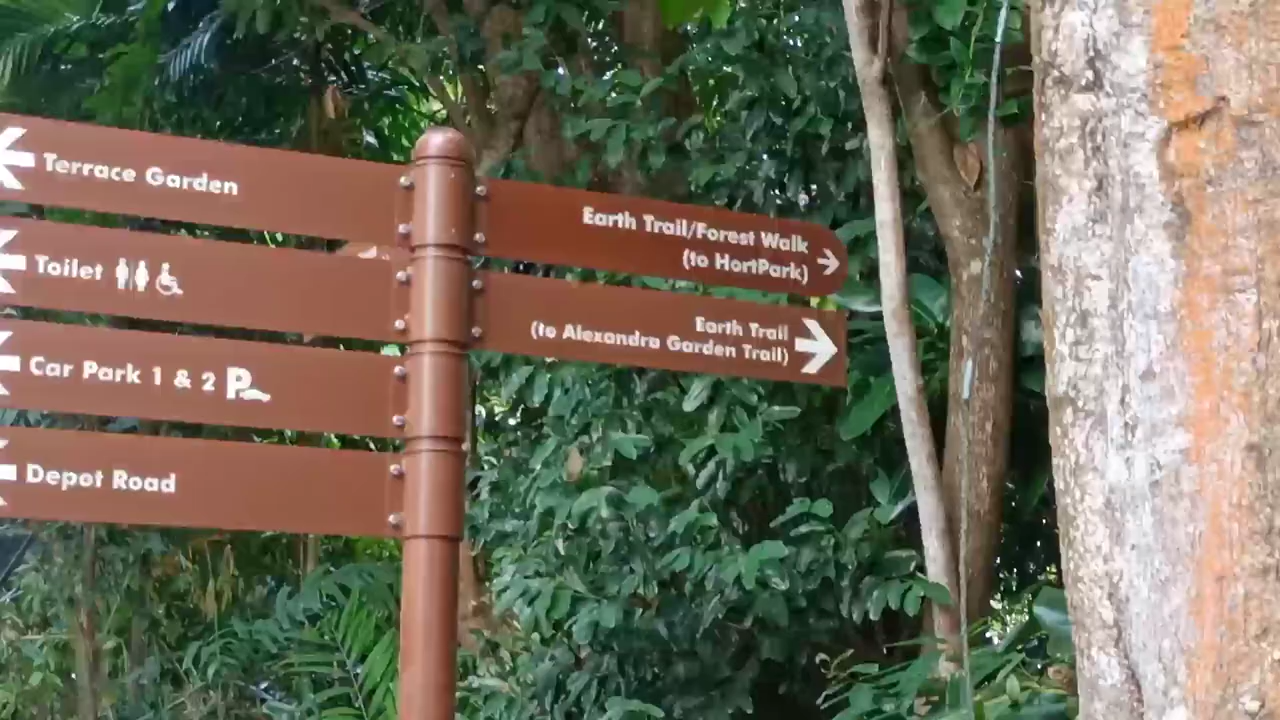 Terrace Garden
Toilet
Car Park 1 & 2 P
Depot Road
Earth Trail/Forest Walk
(to HortPark)
Earth Trail
(to Alexandra Garden Trail)